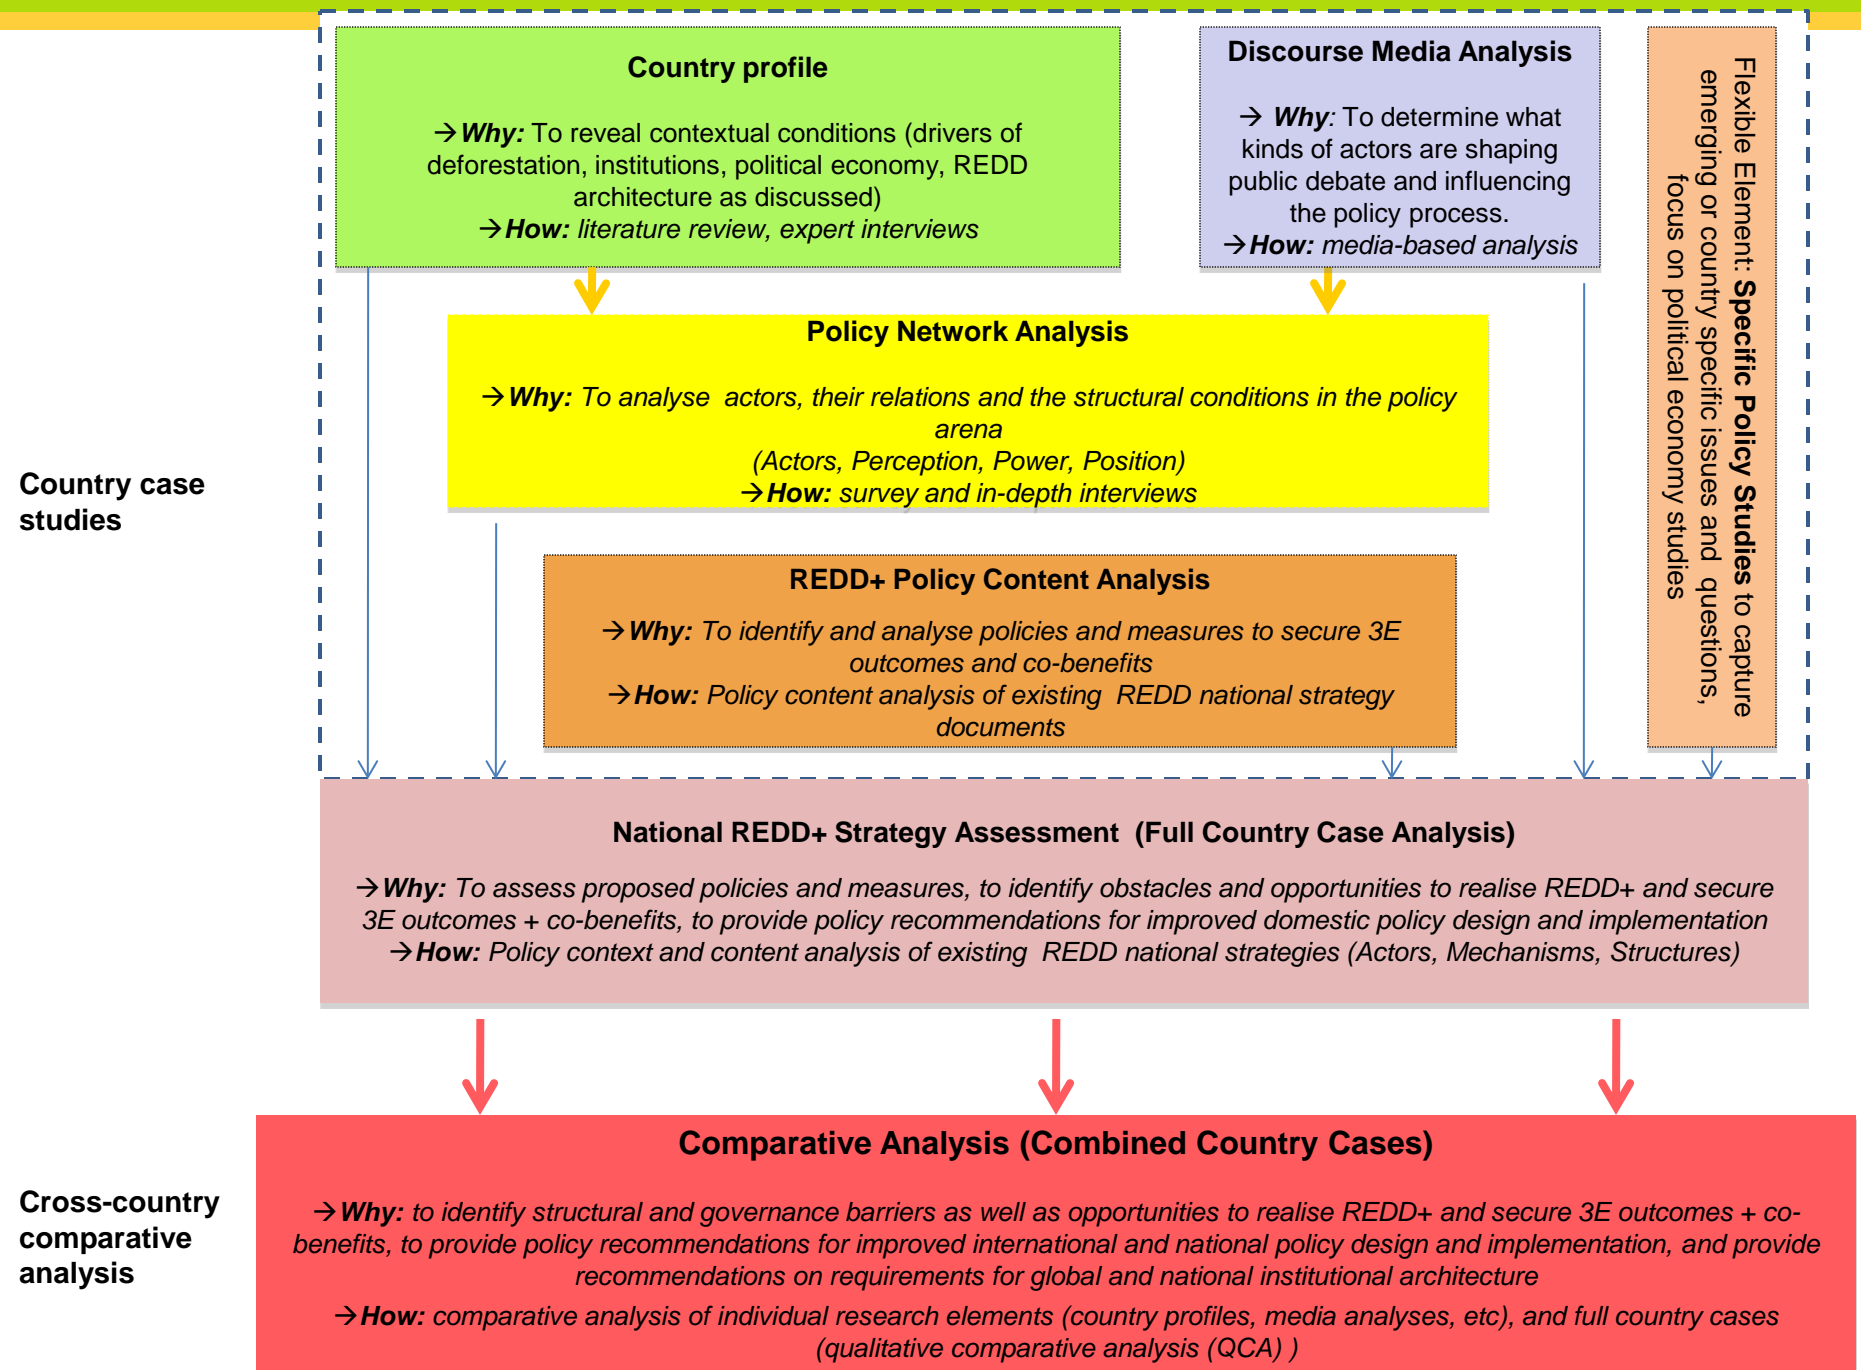 Country profile
→Why: To reveal contextual conditions (drivers of
deforestation, institutions, political economy, REDD
architecture as discussed)
→How: literature review, expert interviews
Discourse Media Analysis
→ Why: To determine what
kinds of actors are shaping
public debate and influencing
the policy process.
→How: media-based analysis
Flexible Element: Specific Policy Studies to capture
emerging or country specific issues and questions,
focus on political economy studies
Policy Network Analysis
→Why: To analyse actors, their relations and the structural conditions in the policy
arena
(Actors, Perception, Power, Position)
→How: survey and in-depth interviews
Country case
studies
REDD+ Policy Content Analysis
→Why: To identify and analyse policies and measures to secure 3E
outcomes and co-benefits
→How: Policy content analysis of existing REDD national strategy
documents
National REDD+ Strategy Assessment (Full Country Case Analysis)
→Why: To assess proposed policies and measures, to identify obstacles and opportunities to realise REDD+ and secure
3E outcomes + co-benefits, to provide policy recommendations for improved domestic policy design and implementation
→How: Policy context and content analysis of existing REDD national strategies (Actors, Mechanisms, Structures)
Cross-country
comparative
analysis
Comparative Analysis (Combined Country Cases)
→Why: to identify structural and governance barriers as well as opportunities to realise REDD+ and secure 3E outcomes + co-
benefits, to provide policy recommendations for improved international and national policy design and implementation, and provide
recommendations on requirements for global and national institutional architecture
→How: comparative analysis of individual research elements (country profiles, media analyses, etc), and full country cases
(qualitative comparative analysis (QCA) )